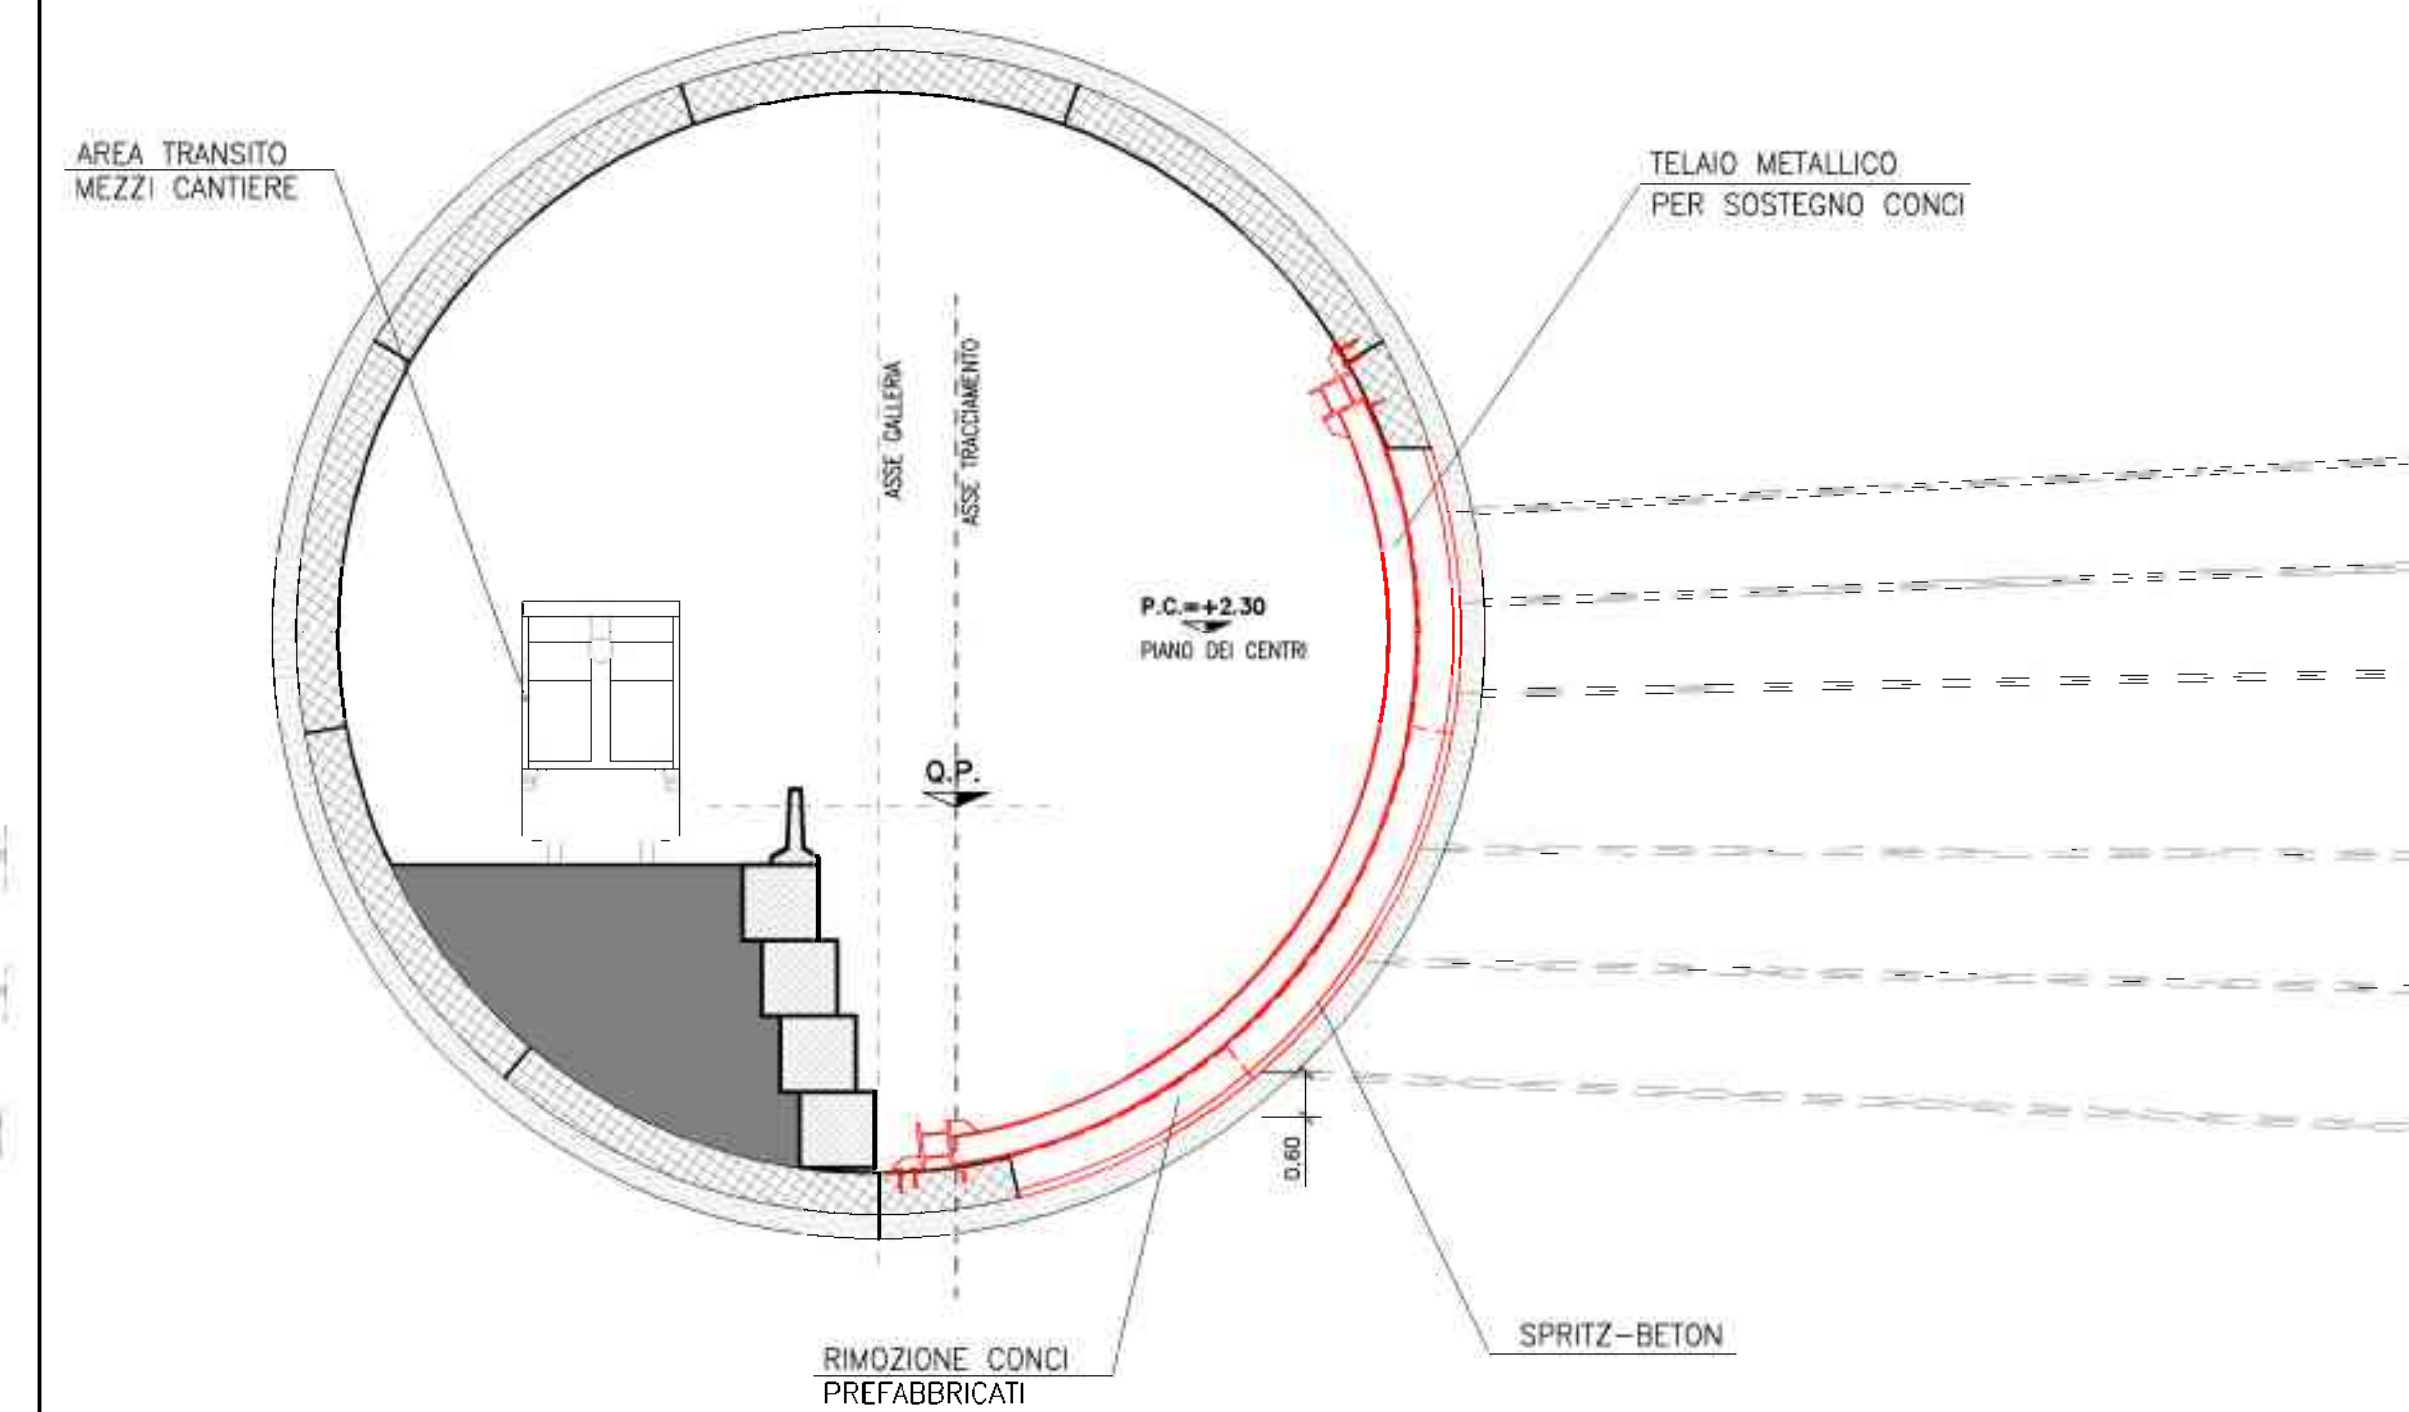 AREA TRANSITO
MEZZI CANTIERE
TELAIO METALLICO
PER SOSTEGNO CONCI
ASSE GALLERIA
ASSE TRACCIAMENTO
P.C.=+2.30
PIANO DEI CENTRI
Q.P.
0.60
SPRITZ-BETON
RIMOZIONE CONCI
PREFABBRICATI